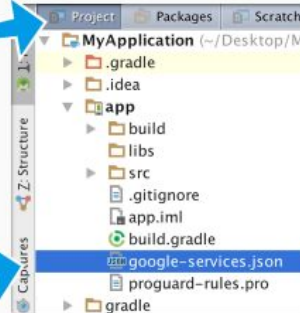 Project Packages Scratch
MyApplication (~/Desktop/M
.gradle
.idea
app
build
libs
src
.gitignore
app.iml
build.gradle
google-services.json
proguard-rules.pro
gradle
1:
Z: Structure
Captures